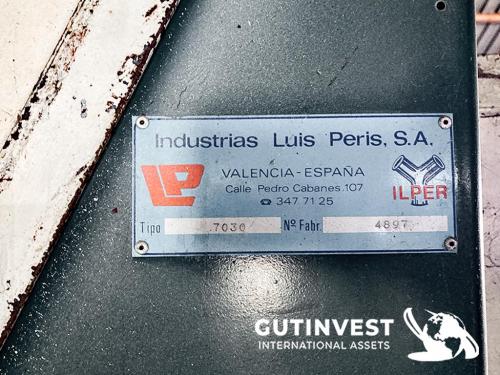 Industrias Luis Peris, S.A.
LP
VALENCIA-ESPAÑA
Calle Pedro Cabanes.107
☎ 347 71 25
ILPER
Tipo 7030 Nº Fabr. 4897
GUTINVEST
INTERNATIONAL ASSETS